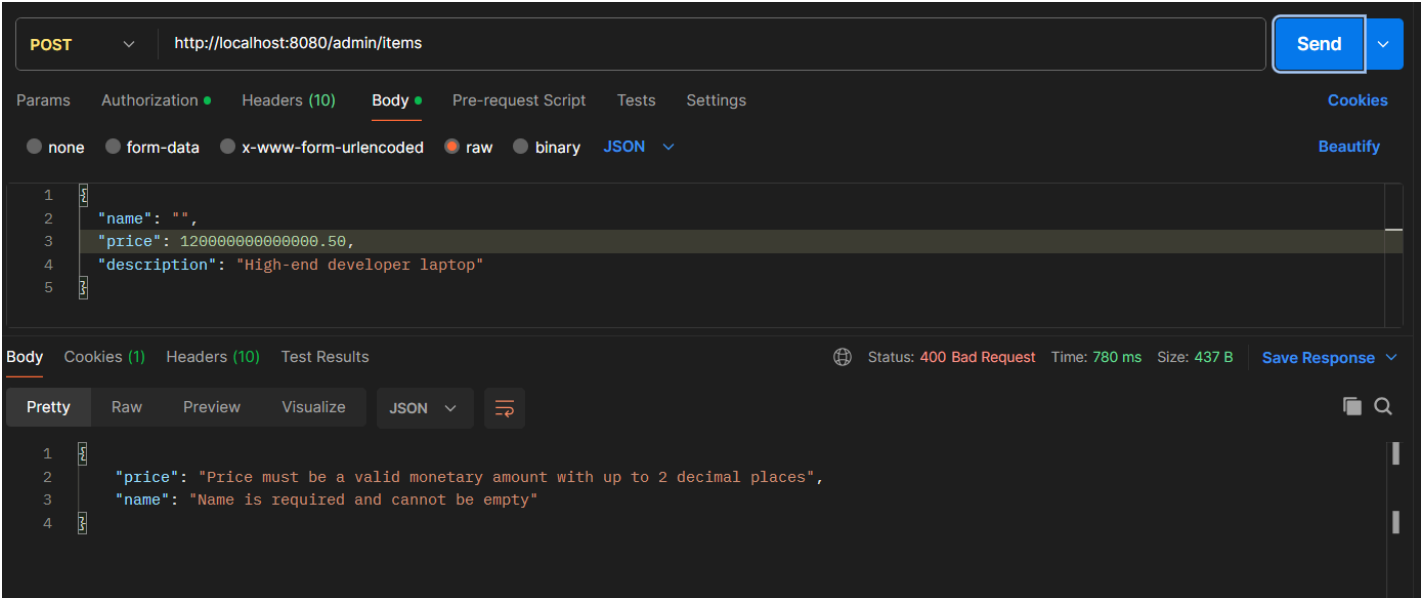 POST http://localhost:8080/admin/items Send
Params Authorization Headers (10) Body Pre-request Script Tests Settings Cookies
none form-data x-www-form-urlencoded raw binary JSON Beautify
1 {
2 "name": "",
3 "price": 120000000000000.50,
4 "description": "High-end developer laptop"
5 }
Body Cookies (1) Headers (10) Test Results Status: 400 Bad Request Time: 780 ms Size: 437 B Save Response
Pretty Raw Preview Visualize JSON
1 {
2 "price": "Price must be a valid monetary amount with up to 2 decimal places",
3 "name": "Name is required and cannot be empty"
4 }